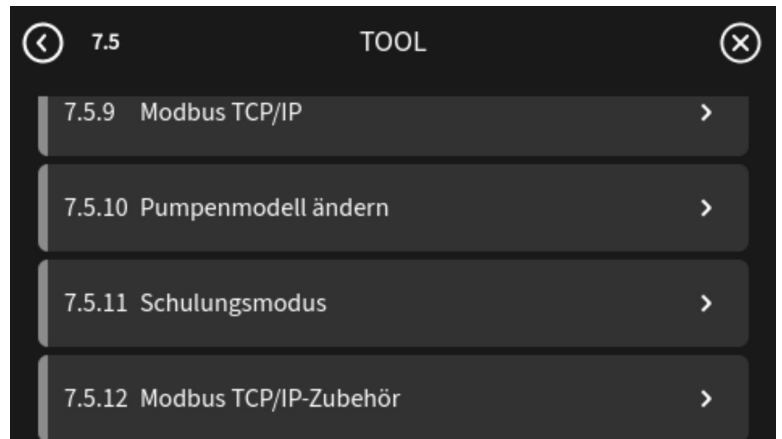 7.5 TOOL
7.5.9 Modbus TCP/IP
7.5.10 Pumpenmodell ändern
7.5.11 Schulungsmodus
7.5.12 Modbus TCP/IP-Zubehör